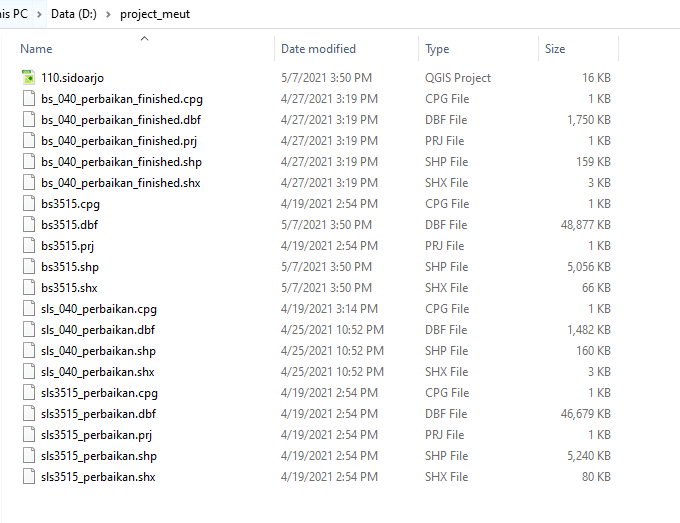 his PC > Data (D:) > project_meut
Name Date modified Type Size
110.sidoarjo 5/7/2021 3:50 PM QGIS Project 16 KB
bs_040_perbaikan_finished.cpg 4/27/2021 3:19 PM CPG File 1 KB
bs_040_perbaikan_finished.dbf 4/27/2021 3:19 PM DBF File 1,750 KB
bs_040_perbaikan_finished.prj 4/27/2021 3:19 PM PRJ File 1 KB
bs_040_perbaikan_finished.shp 4/27/2021 3:19 PM SHP File 159 KB
bs_040_perbaikan_finished.shx 4/27/2021 3:19 PM SHX File 3 KB
bs3515.cpg 4/19/2021 2:54 PM CPG File 1 KB
bs3515.dbf 5/7/2021 3:50 PM DBF File 48,877 KB
bs3515.prj 4/19/2021 2:54 PM PRJ File 1 KB
bs3515.shp 5/7/2021 3:50 PM SHP File 5,056 KB
bs3515.shx 5/7/2021 3:50 PM SHX File 66 KB
sls_040_perbaikan.cpg 4/19/2021 3:14 PM CPG File 1 KB
sls_040_perbaikan.dbf 4/25/2021 10:52 PM DBF File 1,482 KB
sls_040_perbaikan.shp 4/25/2021 10:52 PM SHP File 160 KB
sls_040_perbaikan.shx 4/25/2021 10:52 PM SHX File 3 KB
sls3515_perbaikan.cpg 4/19/2021 2:54 PM CPG File 1 KB
sls3515_perbaikan.dbf 4/19/2021 2:54 PM DBF File 46,679 KB
sls3515_perbaikan.prj 4/19/2021 2:54 PM PRJ File 1 KB
sls3515_perbaikan.shp 4/19/2021 2:54 PM SHP File 5,240 KB
sls3515_perbaikan.shx 4/19/2021 2:54 PM SHX File 80 KB